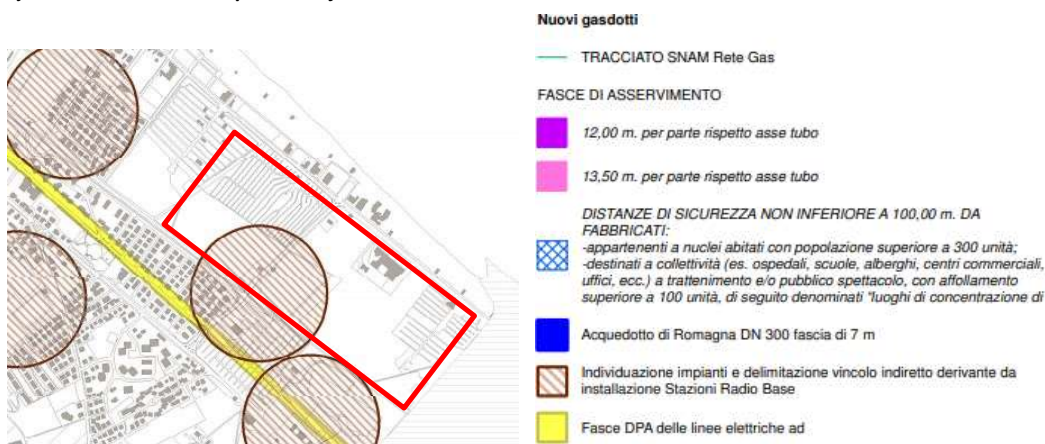 Nuovi gasdotti
TRACCIATO SNAM Rete Gas
FASCE DI ASSERVIMENTO
12,00 m. per parte rispetto asse tubo
13,50 m. per parte rispetto asse tubo
DISTANZE DI SICUREZZA NON INFERIORE A 100,00 m. DA
FABBRICATI:
-appartenenti a nuclei abitati con popolazione superiore a 300 unità;
-destinati a collettività (es. ospedali, scuole, alberghi, centri commerciali,
uffici, ecc.) a trattenimento e/o pubblico spettacolo, con affollamento
superiore a 100 unità, di seguito denominati "luoghi di concentrazione di
Acquedotto di Romagna DN 300 fascia di 7 m
Individuazione impianti e delimitazione vincolo indiretto derivante da
installazione Stazioni Radio Base
Fasce DPA delle linee elettriche ad